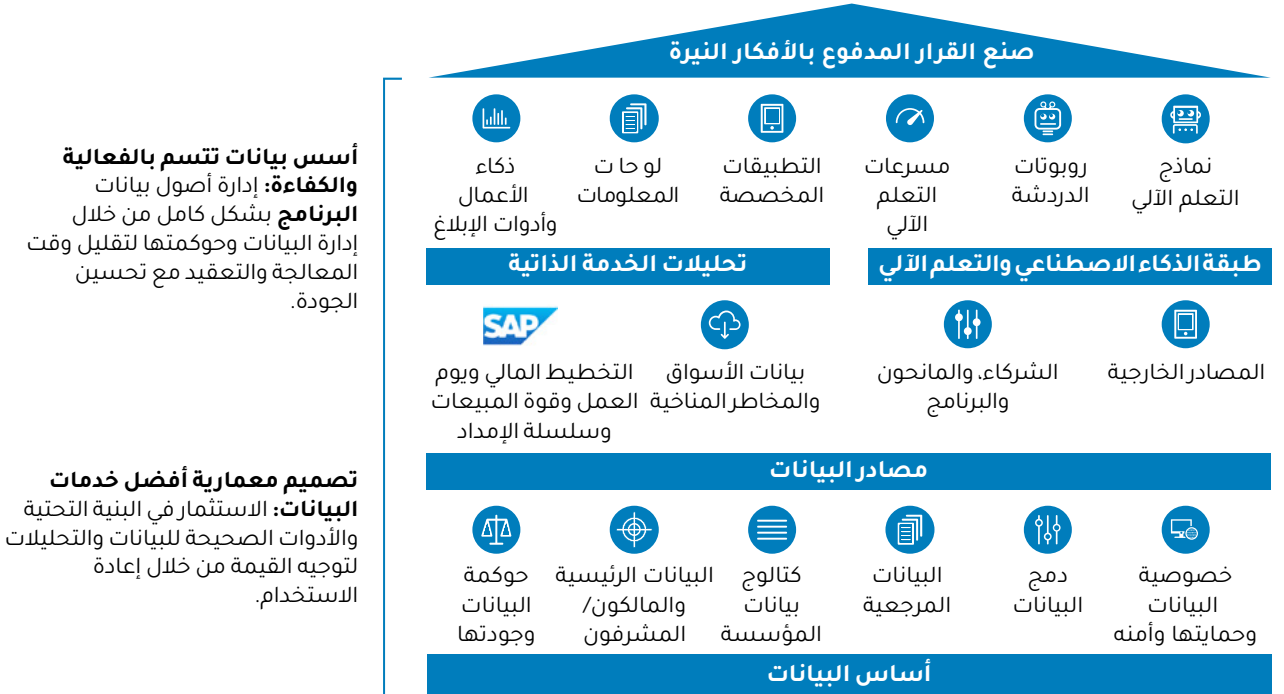 صنع القرار المدفوع بالأفكار النيرة
نماذج
التعلم الآلي
روبوتات
الدردشة
مسرعات
التعلم
الآلي
التطبيقات
المخصصة
لو حا ت
المعلومات
ذكاء
الأعمال
وأدوات الإبلاغ
طبقة الذكاء الاصطناعي والتعلم الآلي
تحليلات الخدمة الذاتية
المصادر الخارجية
الشركاء، والمانحون
والبرنامج
بيانات الأسواق
والمخاطر المناخية
SAP
التخطيط المالي ويوم
العمل وقوة المبيعات
وسلسلة الإمداد
مصادر البيانات
خصوصية
البيانات
وحمايتها وأمنه
دمج
البيانات
البيانات
المرجعية
كتالوج
بيانات
المؤسسة
البيانات الرئيسية
والمالكون/
المشرفون
حوكمة
البيانات
وجودتها
أساس البيانات
أسس بيانات تتسم بالفعالية
والكفاءة: إدارة أصول بيانات
البرنامج بشكل كامل من خلال
إدارة البيانات وحوكمتها لتقليل وقت
المعالجة والتعقيد مع تحسين
الجودة.
تصميم معمارية أفضل خدمات
البيانات: الاستثمار في البنية التحتية
والأدوات الصحيحة للبيانات والتحليلات
لتوجيه القيمة من خلال إعادة
الاستخدام.